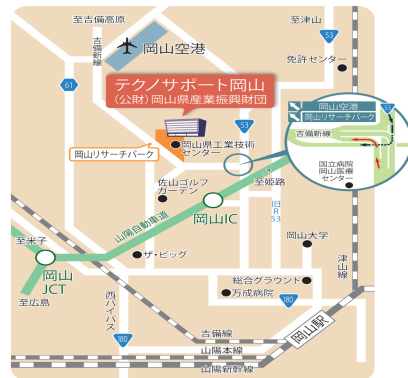 至吉備高原
至津山
吉備新線
53
岡山空港
免許センター
テクノサポート岡山
(公財)岡山県産業振興財団
61
53
53
岡山空港
岡山リサーチパーク
吉備新線
岡山県工業技術
センター
岡山リサーチパーク
国立病院
岡山医療
センター
佐山ゴルフ
ガーデン
至姫路
岡山IC
旧R53
山陽自動車道
岡山大学
津山線
至米子
ザ・ビッグ
岡山
JCT
総合グラウンド
至広島
万成病院
西バイパス
180
岡山駅
180
吉備線
山陽本線
山陽新幹線